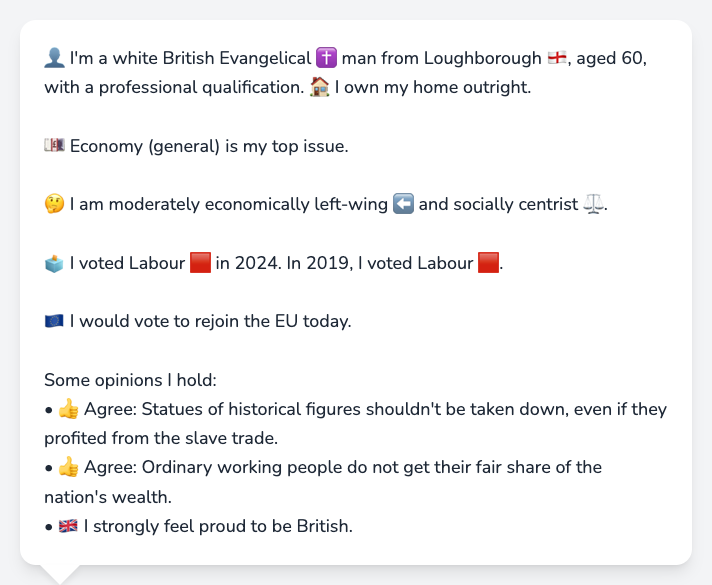 👤 I'm a white British Evangelical ✝️ man from Loughborough 🏴󠁧󠁢󠁥󠁮󠁧󠁿, aged 60,
with a professional qualification. 🏠 I own my home outright.
💷 Economy (general) is my top issue.
🤔 I am moderately economically left-wing ⬅️ and socially centrist ⚖️.
🗳️ I voted Labour 🟥 in 2024. In 2019, I voted Labour 🟥.
🇪🇺 I would vote to rejoin the EU today.
Some opinions I hold:
• 👍 Agree: Statues of historical figures shouldn't be taken down, even if they
profited from the slave trade.
• 👍 Agree: Ordinary working people do not get their fair share of the
nation's wealth.
• 🇬🇧 I strongly feel proud to be British.